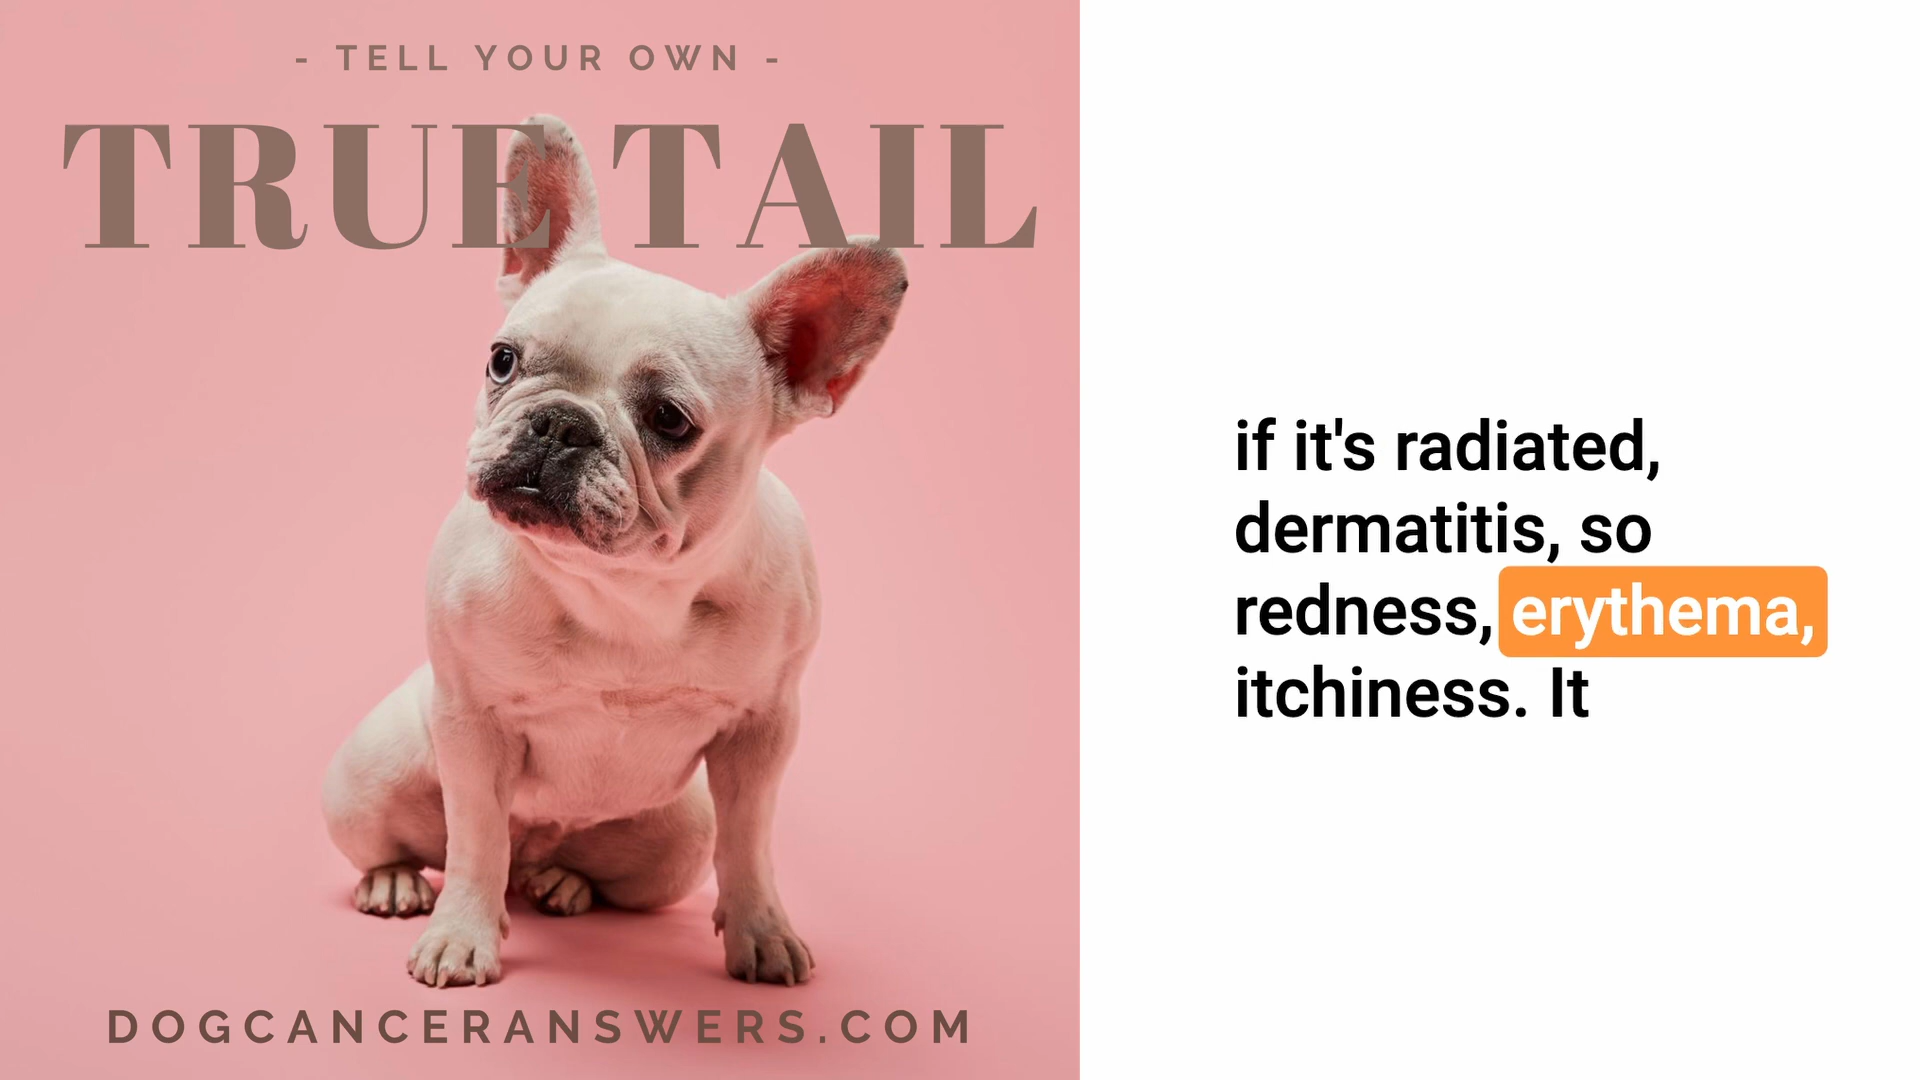 - TELL YOUR OWN -
TRUE TAIL
DOGCANCERANSWERS.COM
if it's radiated,
dermatitis, so
redness, erythema,
itchiness. It